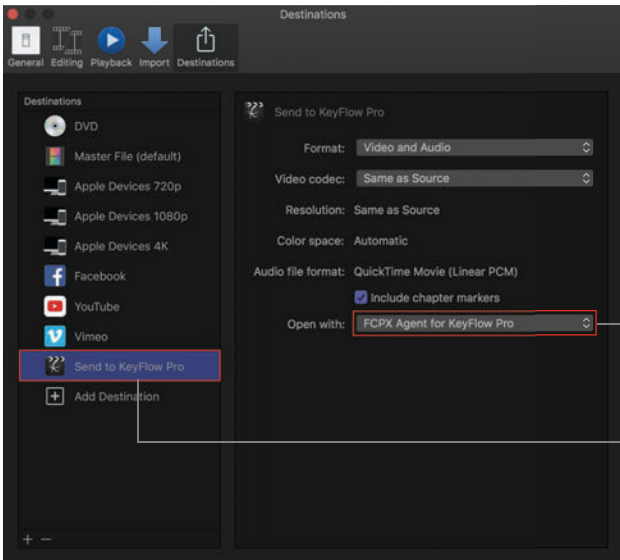 Destinations
General Editing Playback Import Destinations
Destinations
DVD
Master File (default)
Apple Devices 720p
Apple Devices 1080p
Apple Devices 4K
Facebook
YouTube
Vimeo
Send to KeyFlow Pro
Add Destination
Send to KeyFlow Pro
Format: Video and Audio
Video codec: Same as Source
Resolution: Same as Source
Color space: Automatic
Audio file format: QuickTime Movie (Linear PCM)
Include chapter markers
Open with: FCPX Agent for KeyFlow Pro